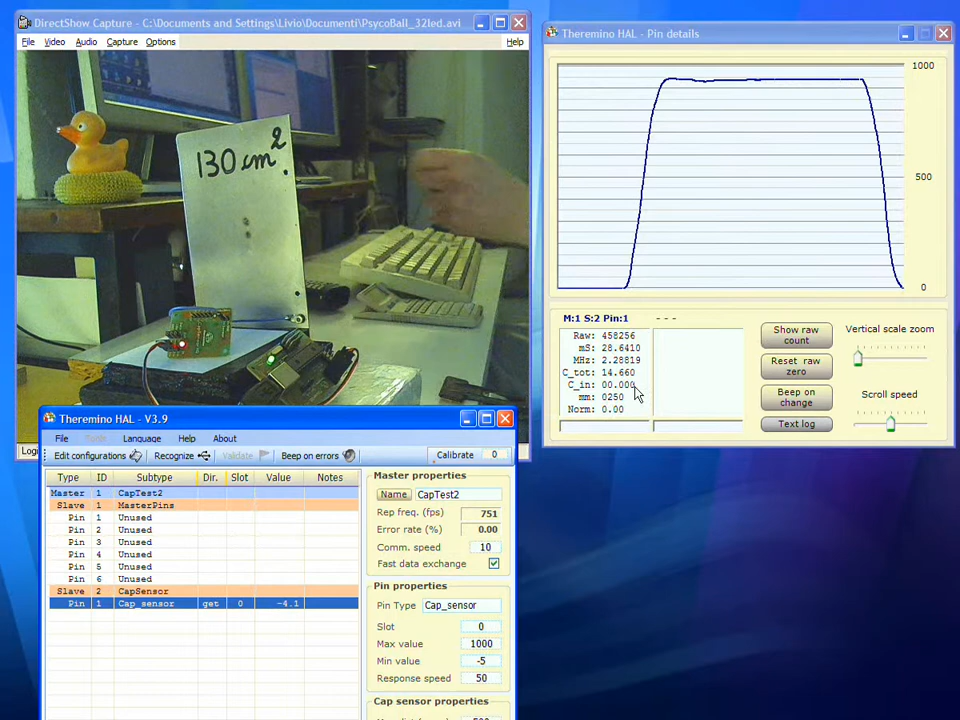 DirectShow Capture - C:\Documents and Settings\Livio\Documenti\PsycoBall_32led.avi
File Video Audio Capture Options Help
130 cm²
Theremino HAL - Pin details
1000
500
0
M:1 S:2 Pin:1 - - -
Raw: 458256
mS: 28.6410
MHz: 2.28819
C_tot: 14.660
C_in: 00.000
mm: 0250
Norm: 0.00
Show raw count
Reset raw zero
Beep on change
Text log
Vertical scale zoom
Scroll speed
Theremino HAL - V3.9
File Tools Language Help About
Edit configurations Recognize Validate Beep on errors Calibrate 0
Type ID Subtype Dir. Slot Value Notes
Master 1 CapTest2
Slave 1 MasterPins
Pin 1 Unused
Pin 2 Unused
Pin 3 Unused
Pin 4 Unused
Pin 5 Unused
Pin 6 Unused
Slave 2 CapSensor
Pin 1 Cap_sensor get 0 -4.1
Master properties
Name CapTest2
Rep freq. (fps) 751
Error rate (%) 0.00
Comm. speed 10
Fast data exchange
Pin properties
Pin Type Cap_sensor
Slot 0
Max value 1000
Min value -5
Response speed 50
Cap sensor properties